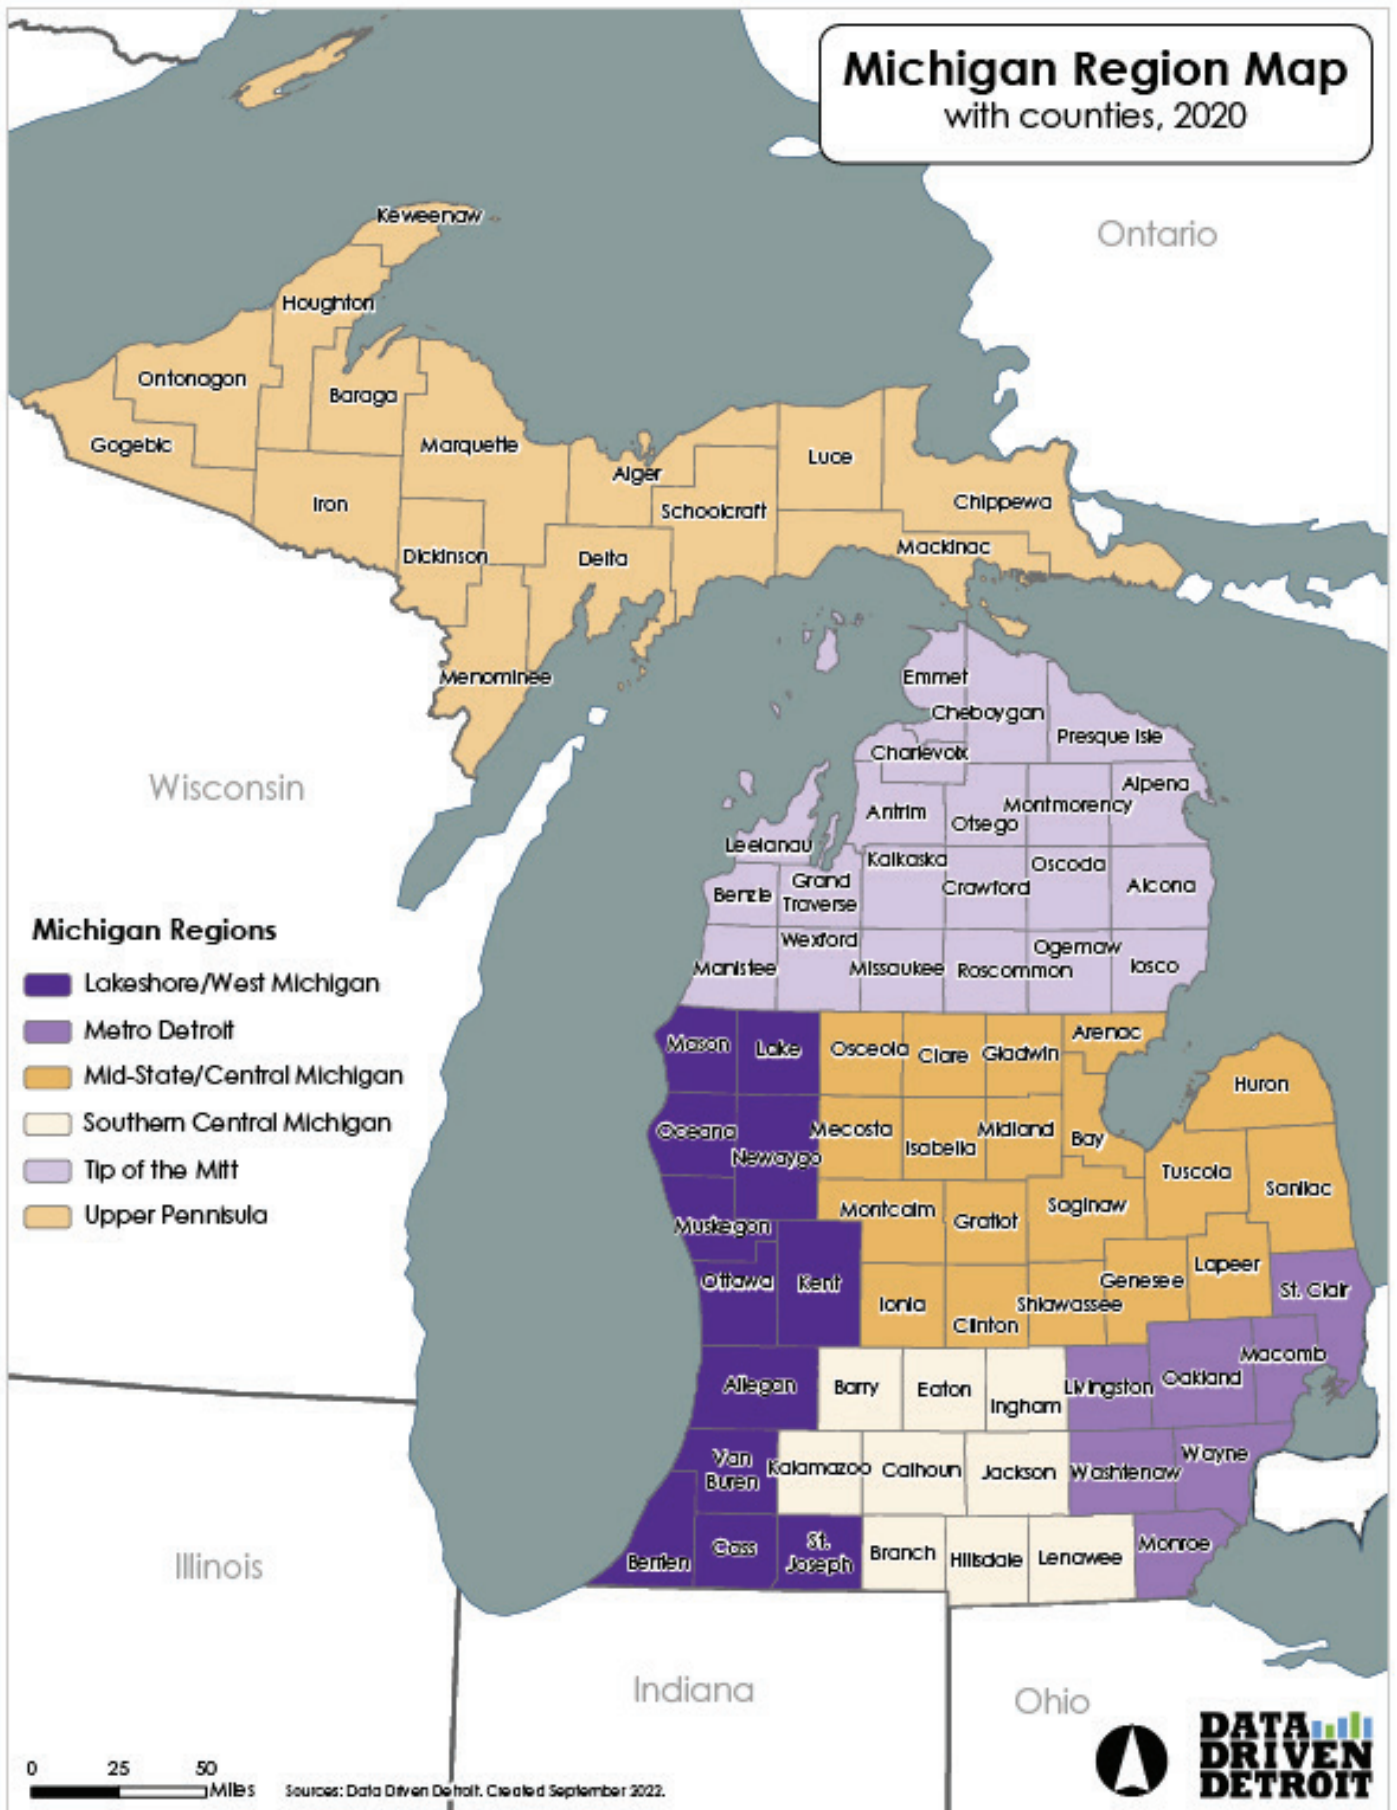 Michigan Region Map
with counties, 2020
Ontario
Keweenaw
Houghton
Ontonagon
Baraga
Gogebic
Marquette
Luce
Alger
Chippewa
Iron
Schoolcraft
Mackinac
Dickinson
Delta
Menominee
Emmet
Cheboygan
Presque Isle
Charlevoix
Wisconsin
Alpena
Montmorency
Antrim
Otsego
Leelanau
Kalkaska
Oscoda
Grand
Traverse
Crawford
Alcona
Benzie
Wexford
Ogemaw
Manistee
Missaukee
Roscommon
Iosco
Michigan Regions
Lakeshore/West Michigan
Metro Detroit
Mid-State/Central Michigan
Southern Central Michigan
Tip of the Mitt
Upper Pennisula
Mason
Lake
Osceola
Clare
Gladwin
Arenac
Huron
Oceana
Newaygo
Mecosta
Isabella
Midland
Bay
Tuscola
Sanilac
Muskegon
Montcalm
Gratiot
Saginaw
Ottawa
Kent
Ionia
Clinton
Shiawassee
Genesee
Lapeer
St. Clair
Allegan
Barry
Eaton
Ingham
Livingston
Oakland
Macomb
Van
Buren
Kalamazoo
Calhoun
Jackson
Washtenaw
Wayne
Berrien
Cass
St.
Joseph
Branch
Hillsdale
Lenawee
Monroe
Illinois
Indiana
Ohio
0 25 50
Miles
Sources: Data Driven Detroit. Created September 2022.
DATA
DRIVEN
DETROIT